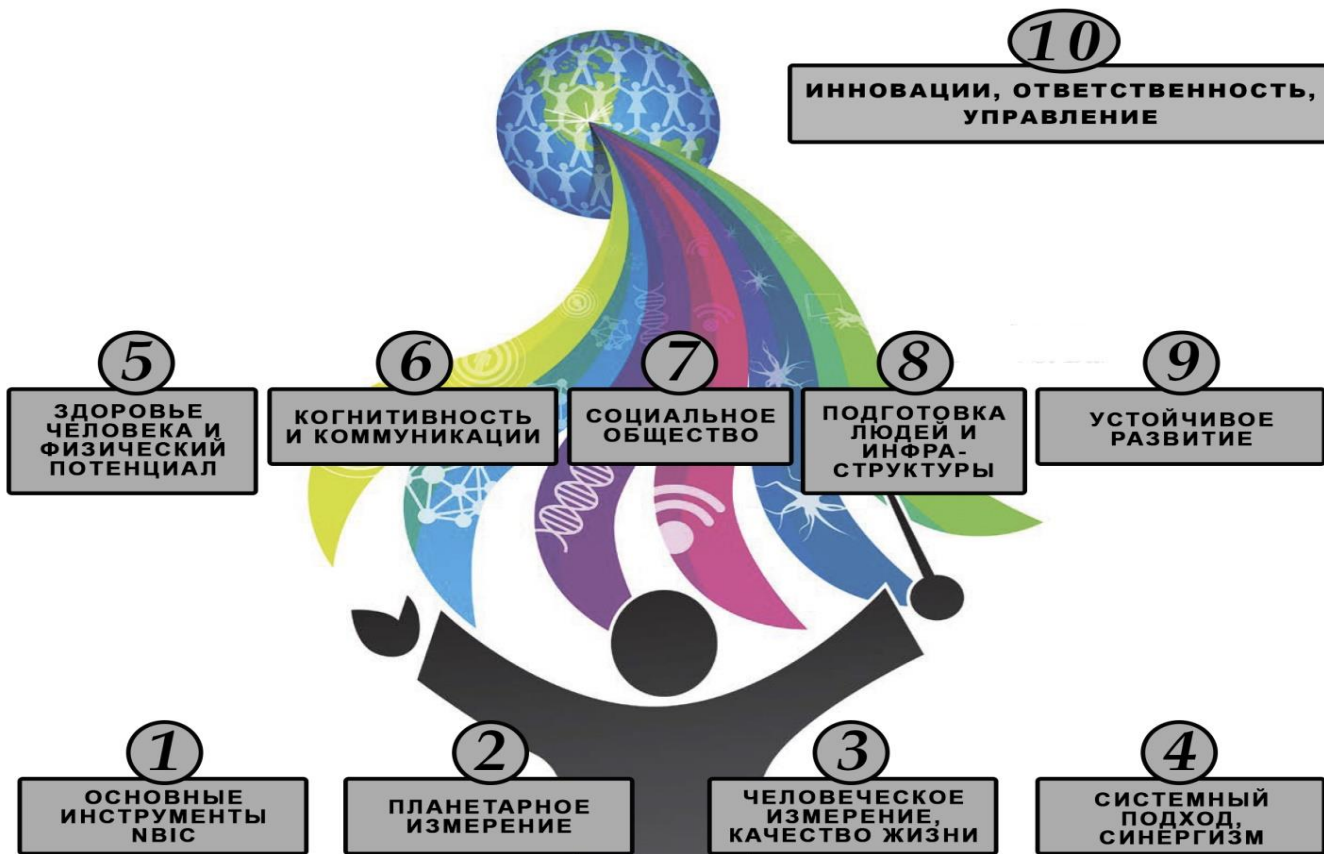 10
ИННОВАЦИИ, ОТВЕТСТВЕННОСТЬ,
УПРАВЛЕНИЕ
5
ЗДОРОВЬЕ
ЧЕЛОВЕКА И
ФИЗИЧЕСКИЙ
ПОТЕНЦИАЛ
6
КОГНИТИВНОСТЬ
И КОММУНИКАЦИИ
7
СОЦИАЛЬНОЕ
ОБЩЕСТВО
8
ПОДГОТОВКА
ЛЮДЕЙ И
ИНФРА-
СТРУКТУРЫ
9
УСТОЙЧИВОЕ
РАЗВИТИЕ
1
ОСНОВНЫЕ
ИНСТРУМЕНТЫ
NBIC
2
ПЛАНЕТАРНОЕ
ИЗМЕРЕНИЕ
3
ЧЕЛОВЕЧЕСКОЕ
ИЗМЕРЕНИЕ,
КАЧЕСТВО ЖИЗНИ
4
СИСТЕМНЫЙ
ПОДХОД,
СИНЕРГИЗМ